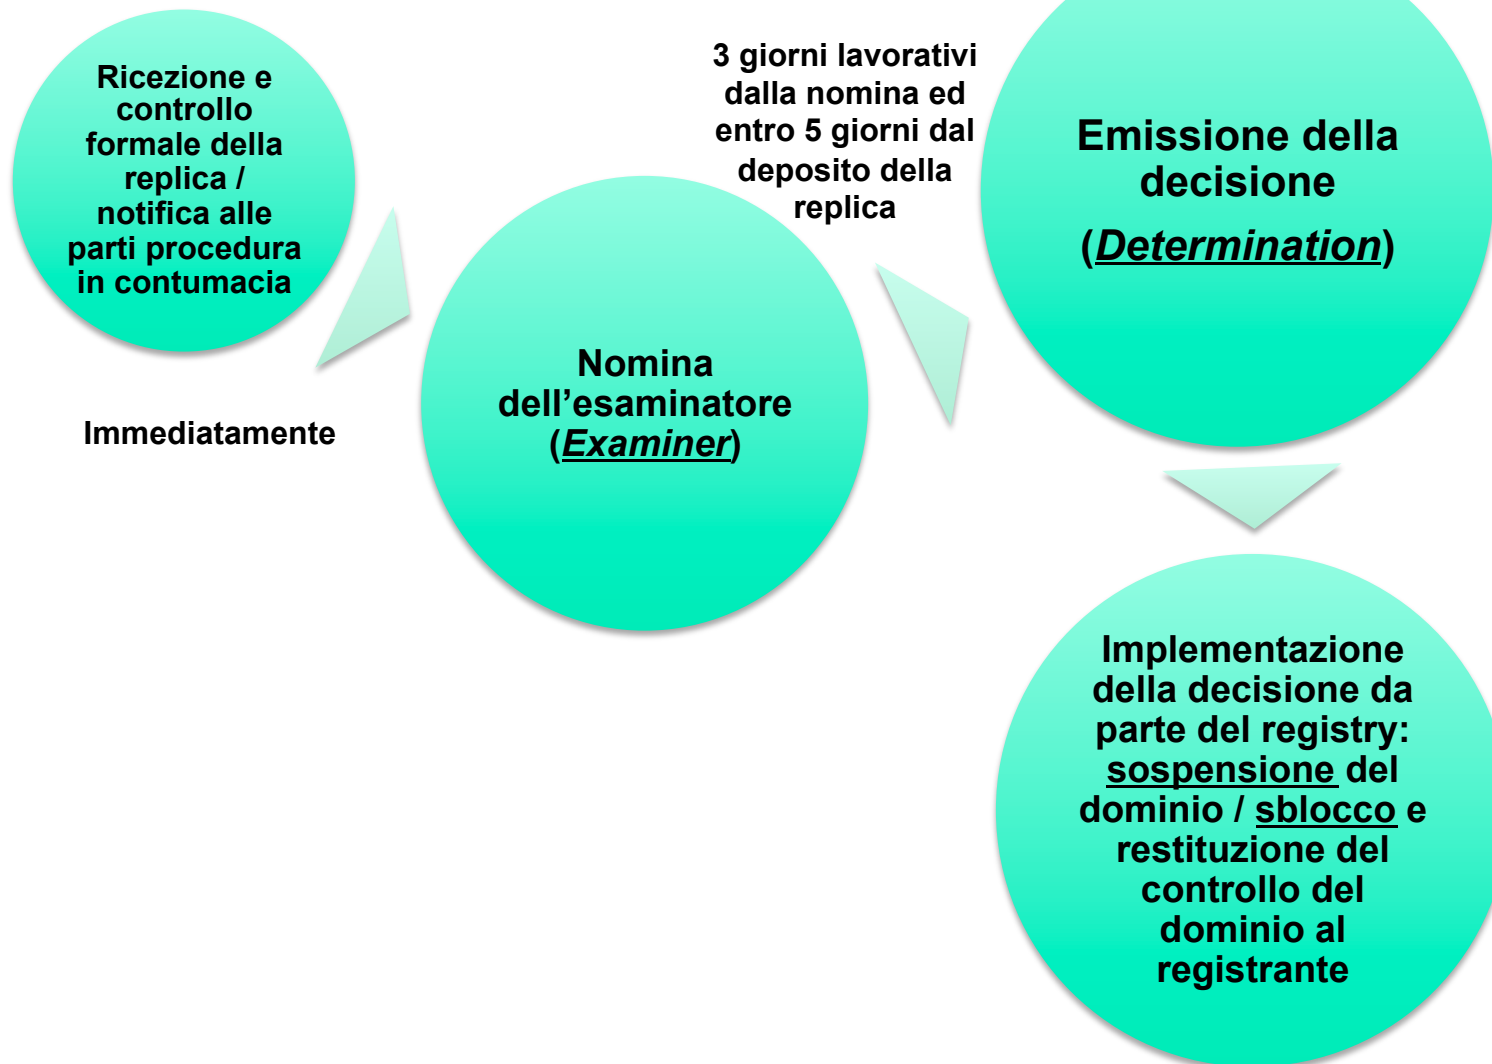 Ricezione e
controllo
formale della
replica /
notifica alle
parti procedura
in contumacia
Immediatamente
Nomina
dell’esaminatore
(Examiner)
3 giorni lavorativi
dalla nomina ed
entro 5 giorni dal
deposito della
replica
Emissione della
decisione
(Determination)
Implementazione
della decisione da
parte del registry:
sospensione del
dominio / sblocco e
restituzione del
controllo del
dominio al
registrante